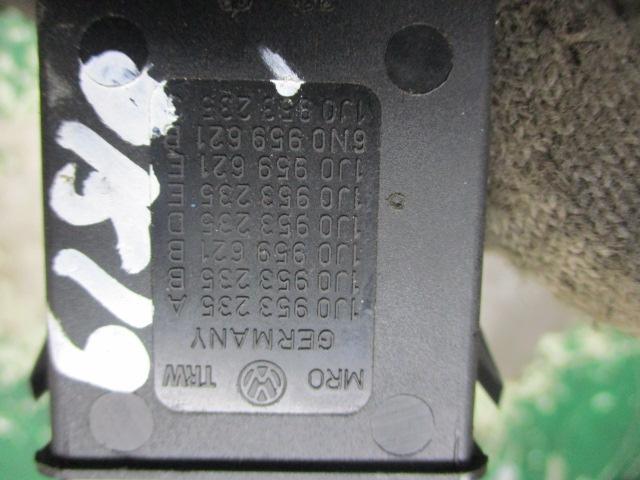 MRO TRW
GERMANY
1J0 953 235 A
1J0 953 235 B
1J0 959 621 B
1J0 953 235 D
1J0 953 235 E
1J0 959 621 E
6N0 959 621 B
1J0 953 235